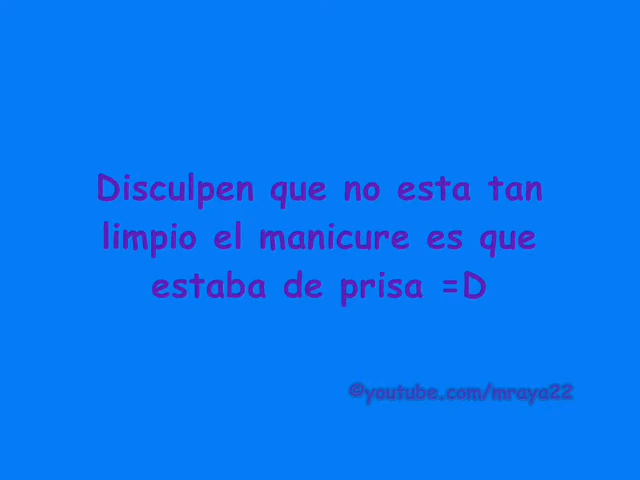 Disculpen que no esta tan
limpio el manicure es que
estaba de prisa =D
©youtube.com/mraya22